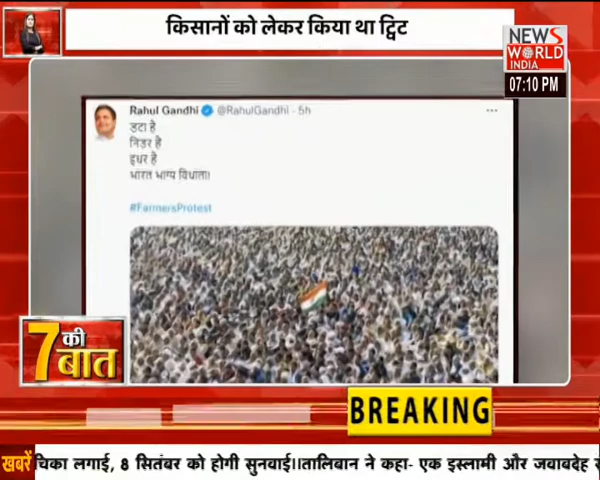 किसानों को लेकर किया था ट्विट
NEWS
WORLD
INDIA
07:10 PM
Rahul Gandhi @RahulGandhi · 5h
डटा है
निडर है
इधर है
भारत भाग्य विधाता!
#FarmersProtest
7 की
बात
BREAKING
खबरें चिका लगाई, 8 सितंबर को होगी सुनवाई।।तालिबान ने कहा- एक इस्लामी और जवाबदेह